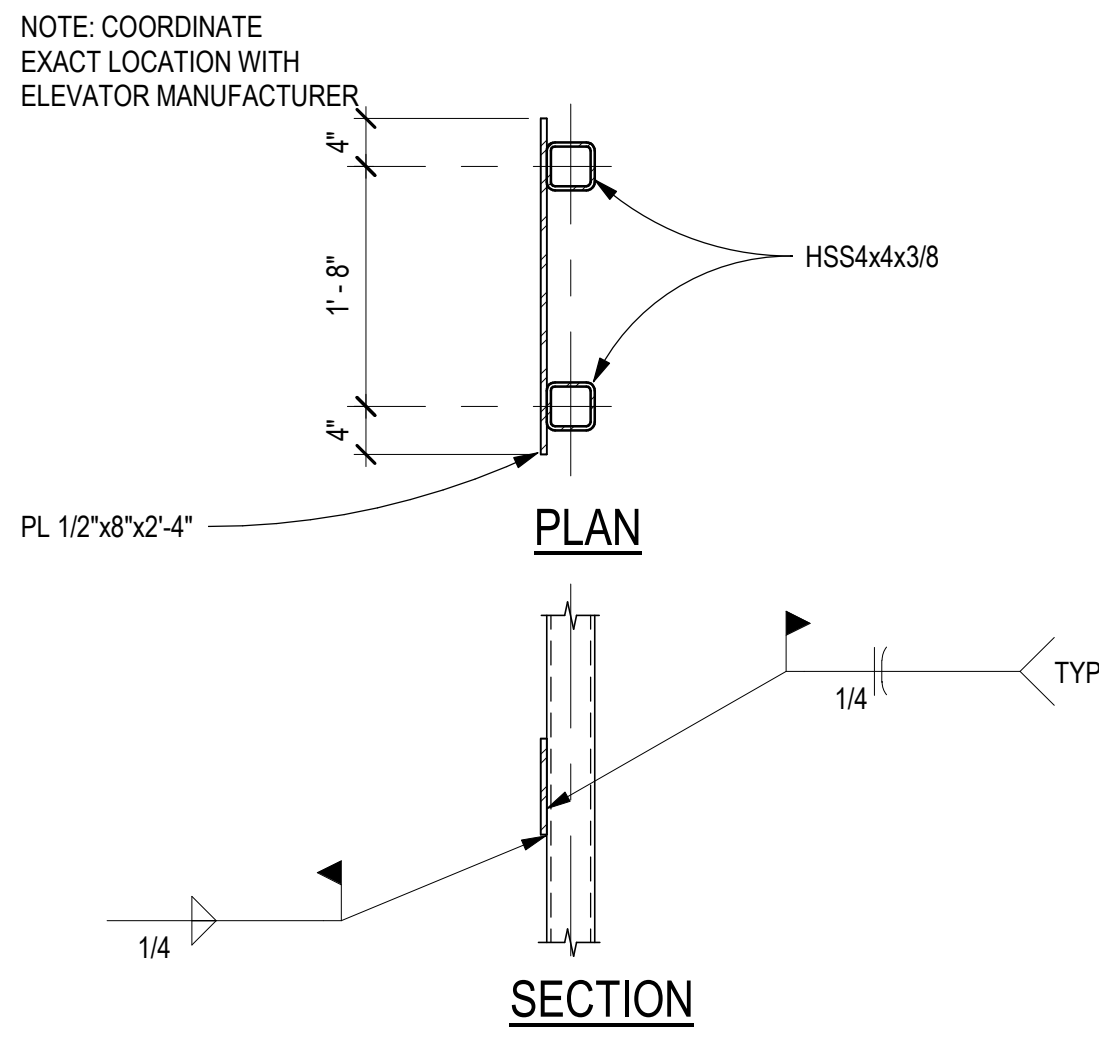 NOTE: COORDINATE
EXACT LOCATION WITH
ELEVATOR MANUFACTURER
4"
1' - 8"
4"
HSS4x4x3/8
PL 1/2"x8"x2'-4"
PLAN
1/4
TYP
1/4
SECTION